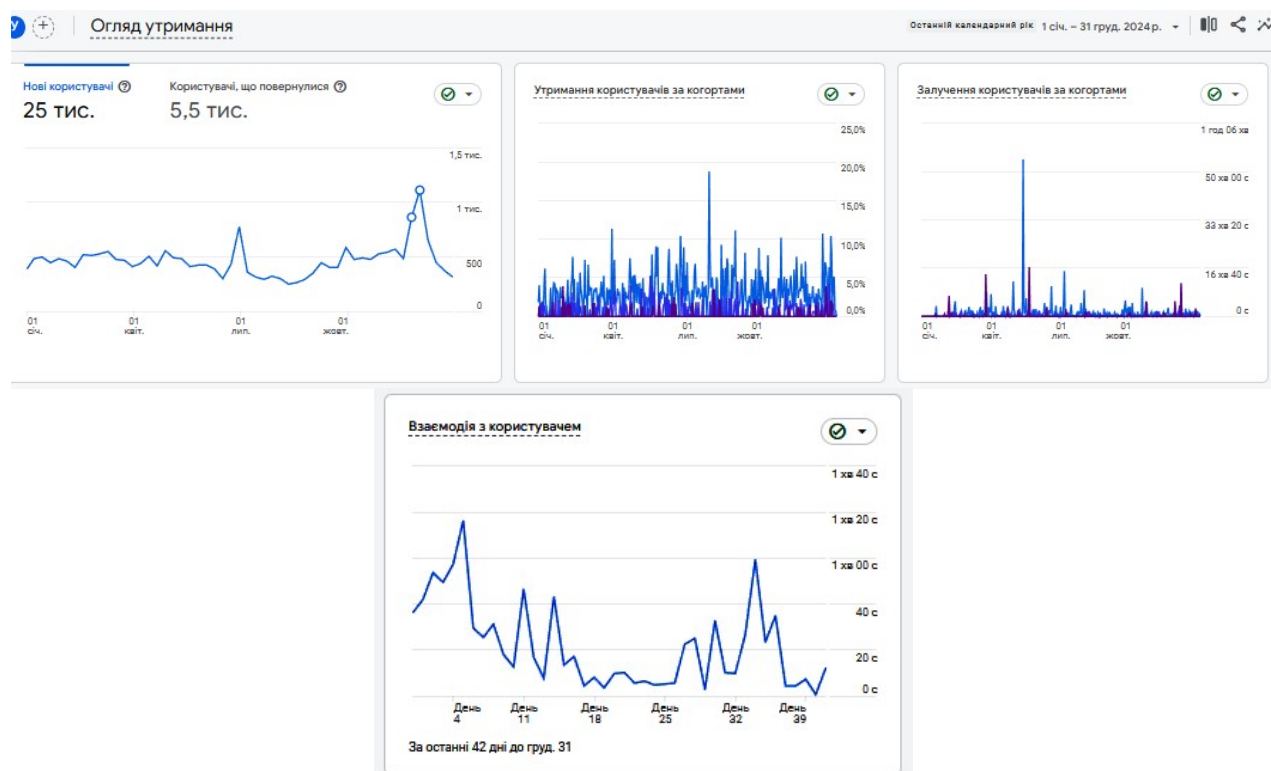 У Огляд утримання Останній календарний рік 1 січ. – 31 груд. 2024 р.
Нові користувачі Користувачі, що повернулися
25 тис. 5,5 тис.
1,5 тис.
1 тис.
500
0
01 01 01 01
січ. квіт. лип. жовт.
Утримання користувачів за когортами
25,0%
20,0%
15,0%
10,0%
5,0%
0,0%
01 01 01 01
січ. квіт. лип. жовт.
Залучення користувачів за когортами
1 год 06 хв
50 хв 00 с
33 хв 20 с
16 хв 40 с
0 с
01 01 01 01
січ. квіт. лип. жовт.
Взаємодія з користувачем
1 хв 40 с
1 хв 20 с
1 хв 00 с
40 с
20 с
0 с
День День День День День День
4 11 18 25 32 39
За останні 42 дні до груд. 31